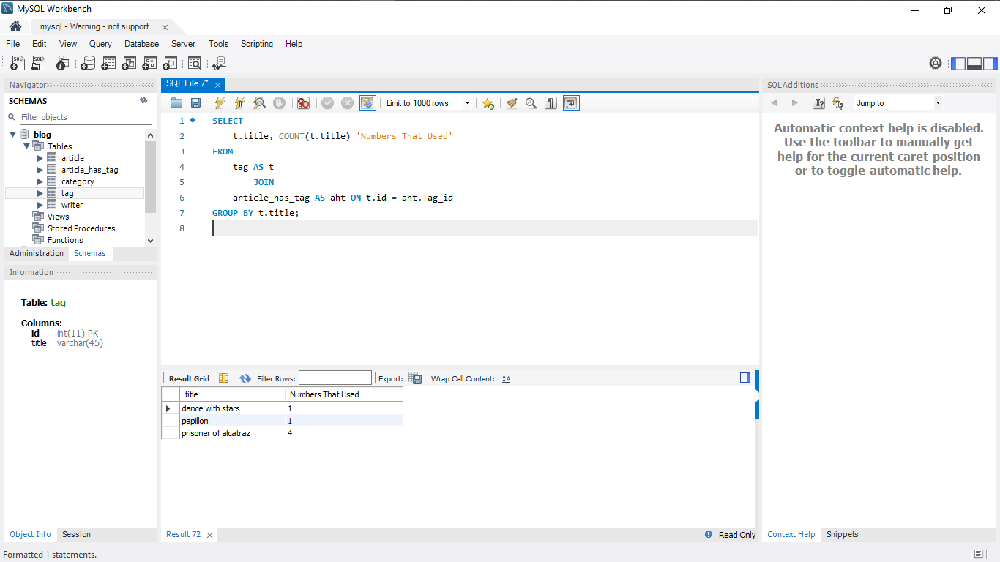 MySQL Workbench
mysql - Warning - not support...
File Edit View Query Database Server Tools Scripting Help
Navigator
SCHEMAS
Filter objects
blog
Tables
article
article_has_tag
category
tag
writer
Views
Stored Procedures
Functions
Administration Schemas
Information
Table: tag
Columns:
id int(11) PK
title varchar(45)
Object Info Session
SQL File 7*
Limit to 1000 rows
1 SELECT
2 t.title, COUNT(t.title) 'Numbers That Used'
3 FROM
4 tag AS t
5 JOIN
6 article_has_tag AS aht ON t.id = aht.Tag_id
7 GROUP BY t.title;
8
Result Grid Filter Rows: Export: Wrap Cell Content:
title Numbers That Used
dance with stars 1
papillon 1
prisoner of alcatraz 4
Result 72
Read Only
SQLAdditions
Jump to
Automatic context help is disabled.
Use the toolbar to manually get
help for the current caret position
or to toggle automatic help.
Context Help Snippets
Formatted 1 statements.